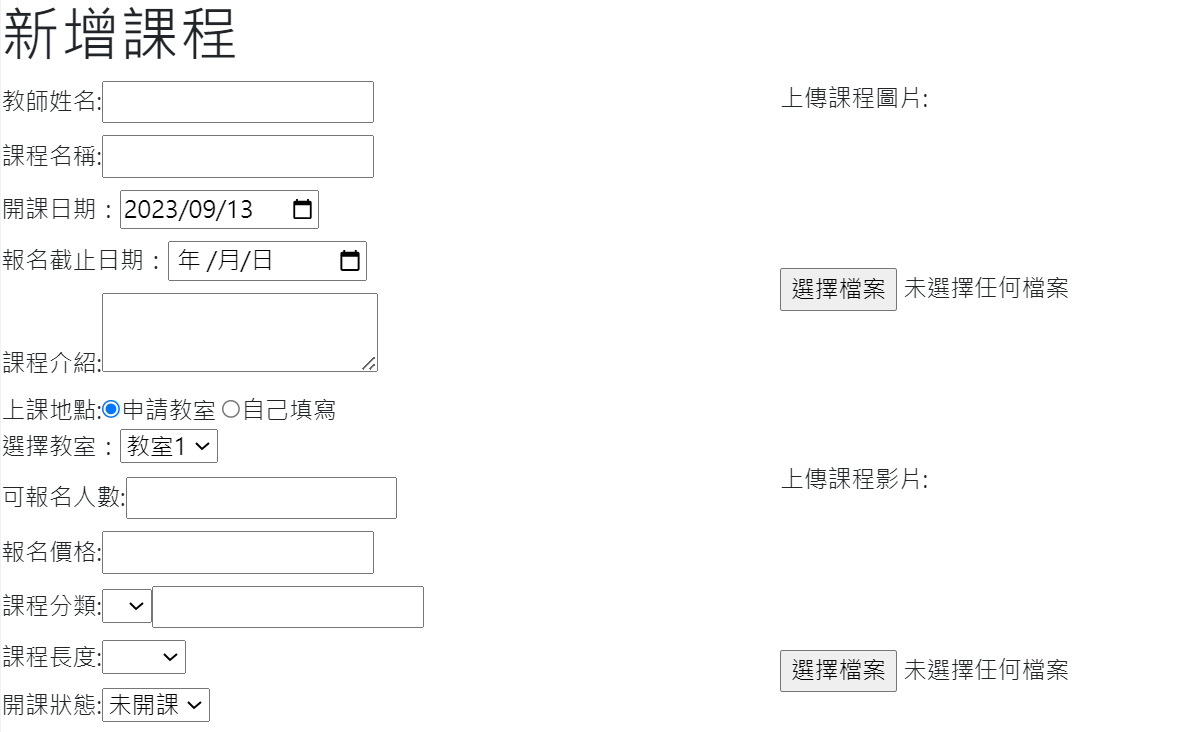 新增課程
教師姓名:
課程名稱:
開課日期：2023/09/13
報名截止日期：年 /月/日
課程介紹:
上課地點:申請教室 自己填寫
選擇教室：教室1
可報名人數:
報名價格:
課程分類:
課程長度:
開課狀態:未開課
上傳課程圖片:
選擇檔案 未選擇任何檔案
上傳課程影片:
選擇檔案 未選擇任何檔案